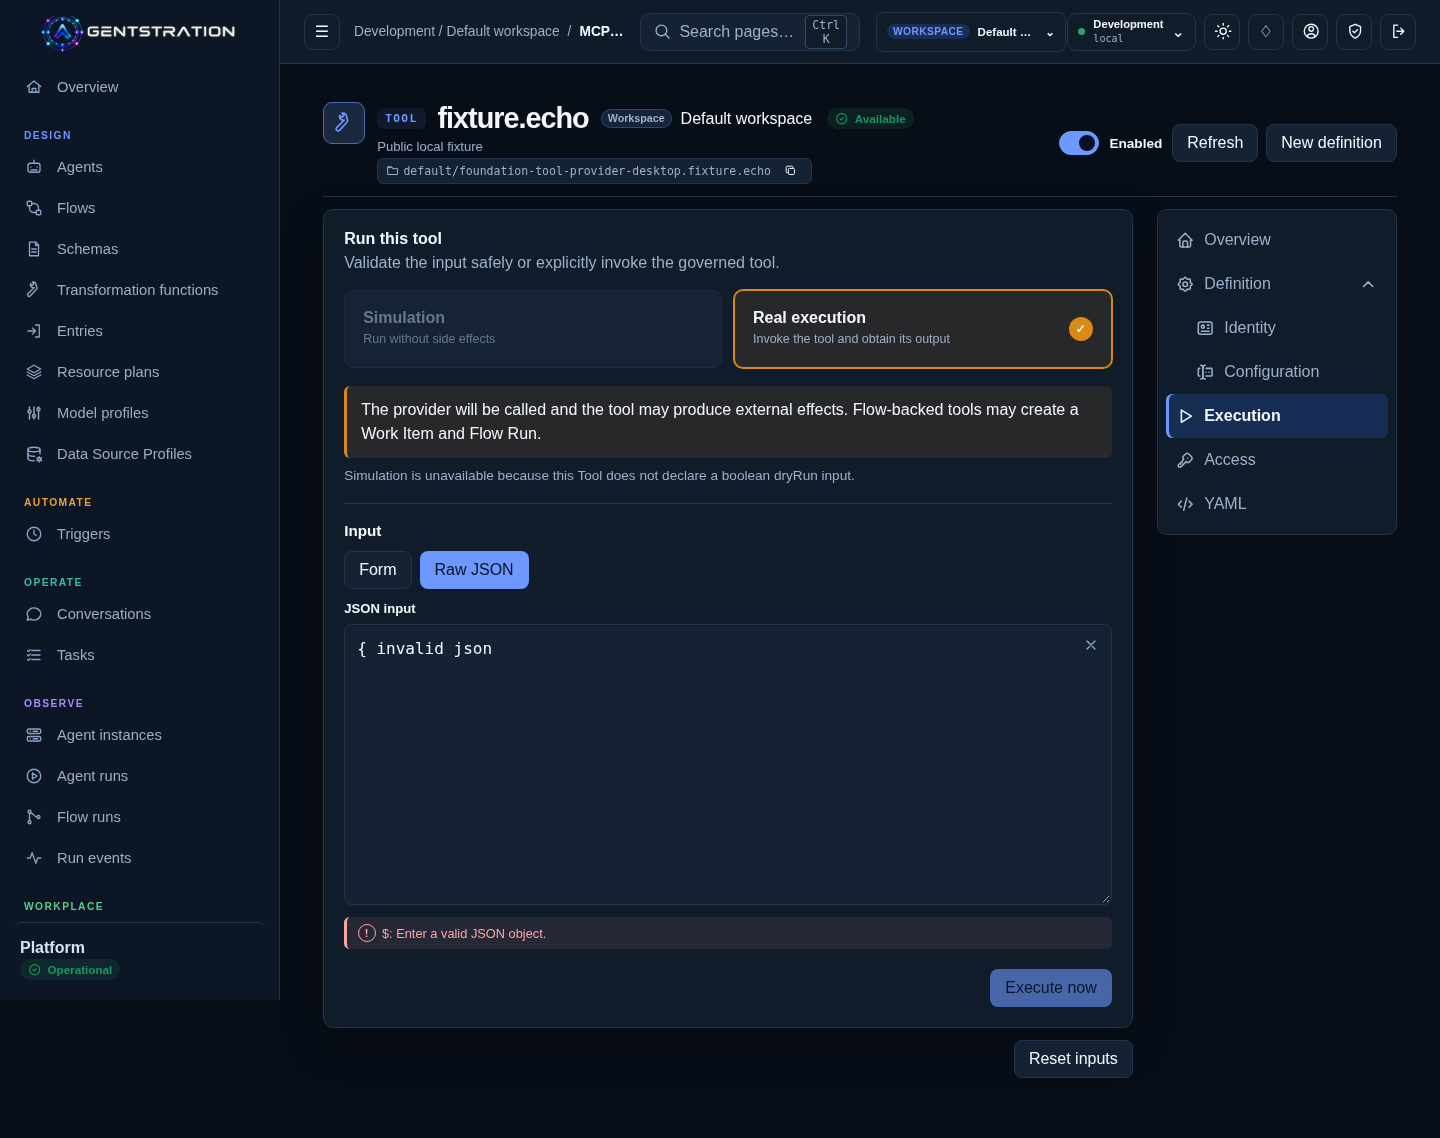 GENTSTRATION
☰
Development / Default workspace / MCP…
Search pages…
Ctrl K
WORKSPACE Default …
Development
local
Overview
DESIGN
Agents
Flows
Schemas
Transformation functions
Entries
Resource plans
Model profiles
Data Source Profiles
AUTOMATE
Triggers
OPERATE
Conversations
Tasks
OBSERVE
Agent instances
Agent runs
Flow runs
Run events
WORKPLACE
Platform
Operational
TOOL fixture.echo Workspace Default workspace Available
Public local fixture
default/foundation-tool-provider-desktop.fixture.echo
Enabled
Refresh
New definition
Run this tool
Validate the input safely or explicitly invoke the governed tool.
Simulation
Run without side effects
Real execution
Invoke the tool and obtain its output
The provider will be called and the tool may produce external effects. Flow-backed tools may create a
Work Item and Flow Run.
Simulation is unavailable because this Tool does not declare a boolean dryRun input.
Input
Form
Raw JSON
JSON input
{ invalid json
$: Enter a valid JSON object.
Execute now
Reset inputs
Overview
Definition
Identity
Configuration
Execution
Access
YAML